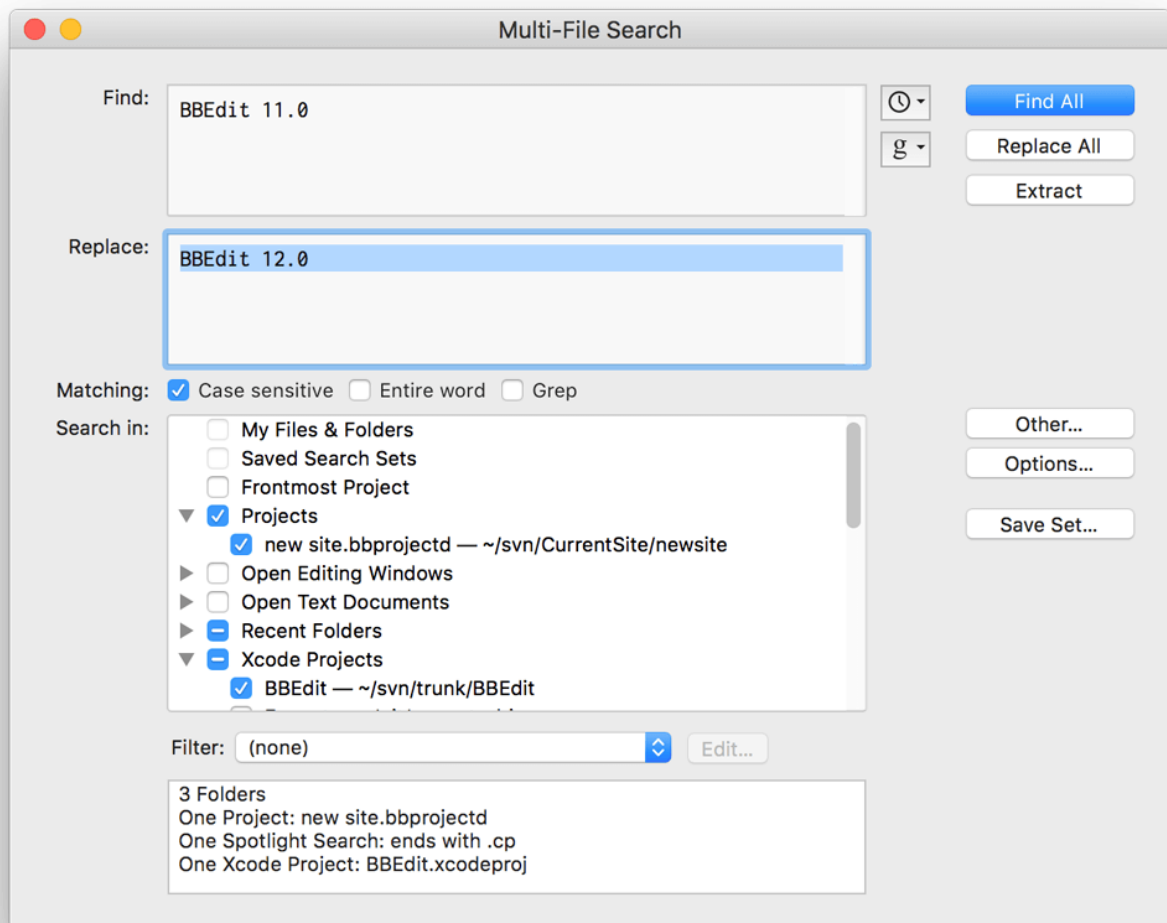 Multi-File Search
Find:
BBEdit 11.0
g
Find All
Replace All
Extract
Replace:
BBEdit 12.0
Matching:
Case sensitive
Entire word
Grep
Search in:
My Files & Folders
Saved Search Sets
Frontmost Project
Projects
new site.bbprojectd — ~/svn/CurrentSite/newsite
Open Editing Windows
Open Text Documents
Recent Folders
Xcode Projects
BBEdit — ~/svn/trunk/BBEdit
Other...
Options...
Save Set...
Filter:
(none)
Edit...
3 Folders
One Project: new site.bbprojectd
One Spotlight Search: ends with .cp
One Xcode Project: BBEdit.xcodeproj